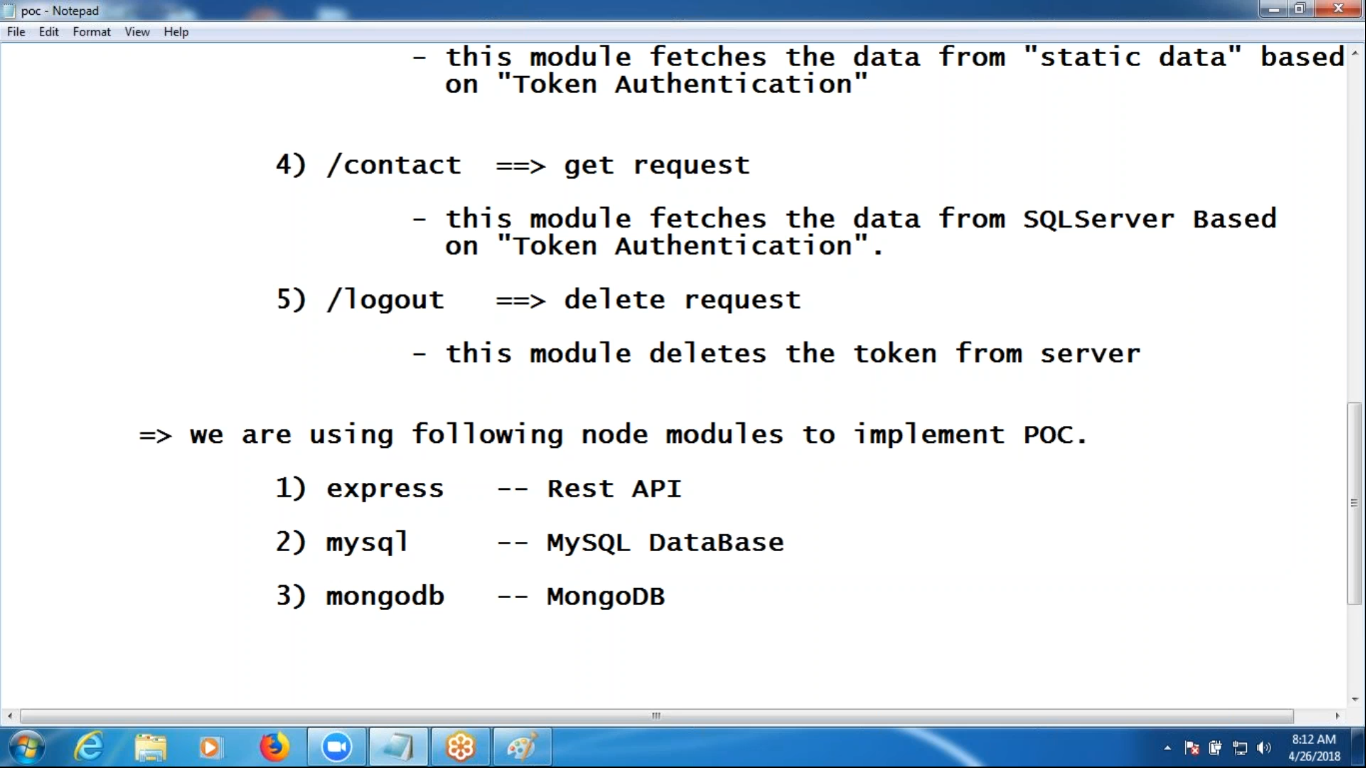 poc - Notepad
File Edit Format View Help
- this module fetches the data from "static data" based
on "Token Authentication"
4) /contact ==> get request
- this module fetches the data from SQLServer Based
on "Token Authentication".
5) /logout ==> delete request
- this module deletes the token from server
=> we are using following node modules to implement POC.
1) express -- Rest API
2) mysql -- MySQL DataBase
3) mongodb -- MongoDB
8:12 AM
4/26/2018